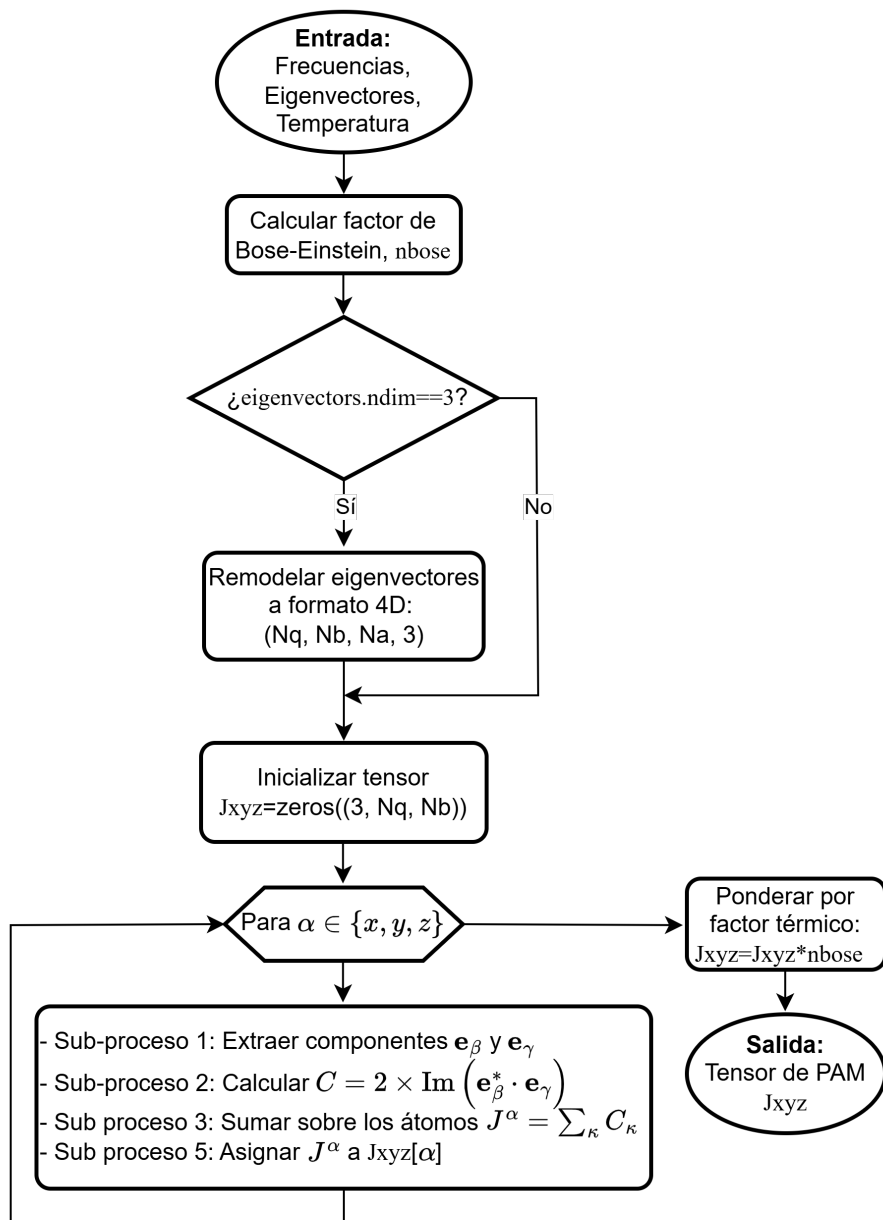 Entrada:
Frecuencias,
Eigenvectores,
Temperatura
Calcular factor de
Bose-Einstein, nbose
¿eigenvectors.ndim==3?
Sí
No
Remodelar eigenvectores
a formato 4D:
(Nq, Nb, Na, 3)
Inicializar tensor
Jxyz=zeros((3, Nq, Nb))
Para α ∈ {x, y, z}
- Sub-proceso 1: Extraer componentes e_β y e_γ
- Sub-proceso 2: Calcular C = 2 × Im (e*_β · e_γ)
- Sub proceso 3: Sumar sobre los átomos J^α = ∑_κ C_κ
- Sub proceso 5: Asignar J^α a Jxyz[α]
Ponderar por
factor térmico:
Jxyz=Jxyz*nbose
Salida:
Tensor de PAM
Jxyz